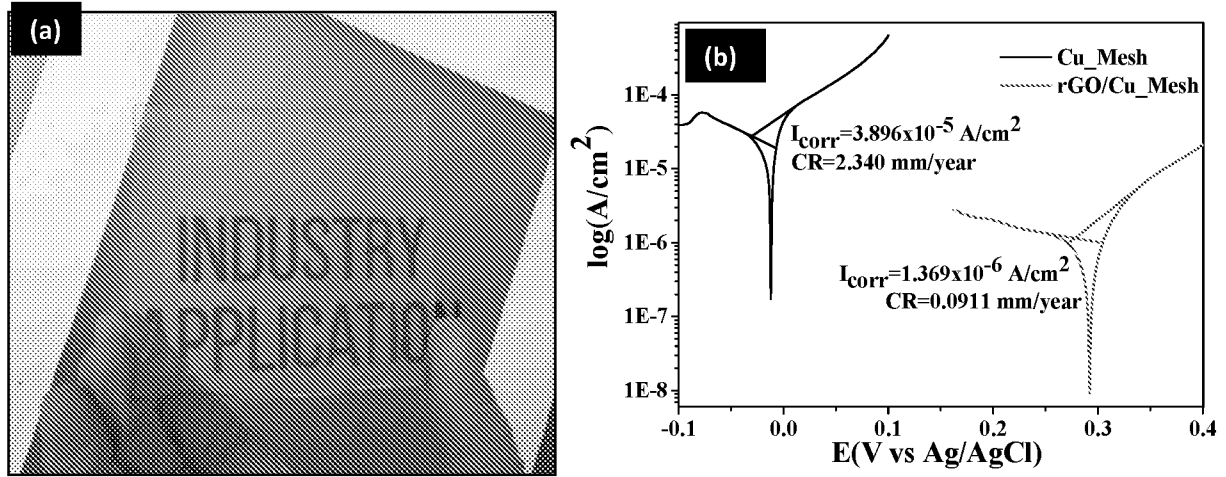 (a)
INDUSTRY
(b)
Cu_Mesh
rGO/Cu_Mesh
log(A/cm²)
1E-4
1E-5
1E-6
1E-7
1E-8
I_corr=3.896x10⁻⁵ A/cm²
CR=2.340 mm/year
I_corr=1.369x10⁻⁶ A/cm²
CR=0.0911 mm/year
-0.1 0.0 0.1 0.2 0.3 0.4
E(V vs Ag/AgCl)